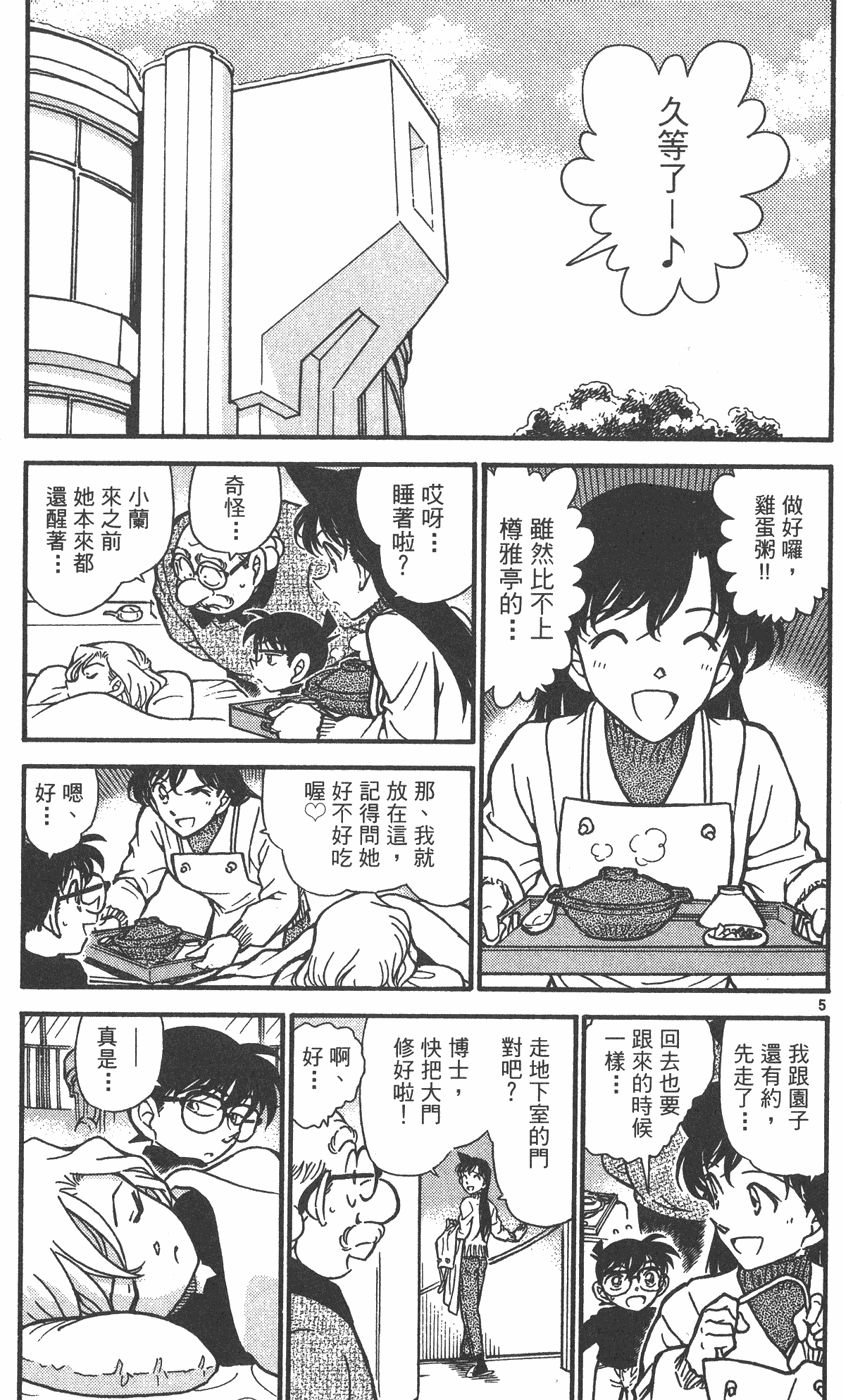 久等了—♪
做好囉，
雞蛋粥!!
雖然比不上
樽雅亭的…
哎呀…
睡著啦？
奇怪…
小蘭
來之前
她本來都
還醒著…
那、我就
放在這，
記得問她
好不好吃
喔♡
嗯、
好…
5
我跟園子
還有約，
先走了…
回去也要
跟來的時候
一樣…
走地下室的門
對吧？
博士，
快把大門
修好啦！
啊、
好…
—
真是…